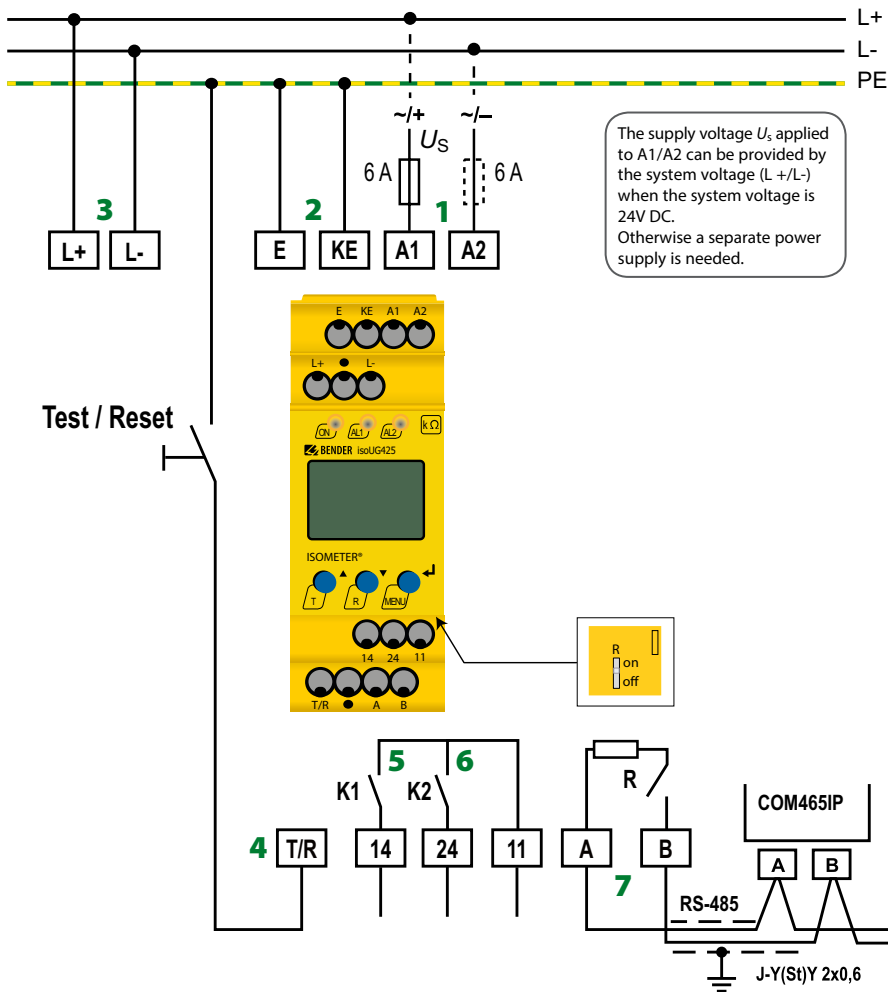 L+
L-
PE
~/+
~/–
Us
6 A
6 A
The supply voltage Us applied
to A1/A2 can be provided by
the system voltage (L +/L-)
when the system voltage is
24V DC.
Otherwise a separate power
supply is needed.
3
2
1
L+
L-
E
KE
A1
A2
E KE A1 A2
L+ L-
Test / Reset
ON AL1 AL2 kΩ
BENDER isoUG425
ISOMETER®
T R MENU
14 24 11
T/R A B
R
on
off
5
6
K1
K2
R
COM465IP
4
T/R
14
24
11
A
B
A
B
7
RS-485
J-Y(St)Y 2x0,6